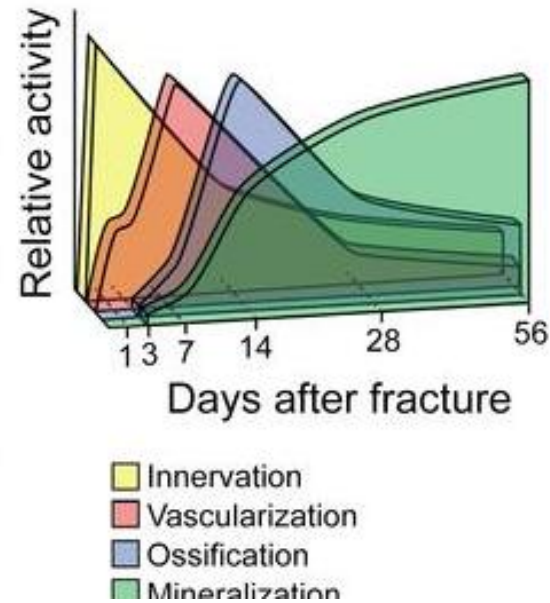 Relative activity
1 3 7 14 28 56
Days after fracture
Innervation
Vascularization
Ossification
Mineralization